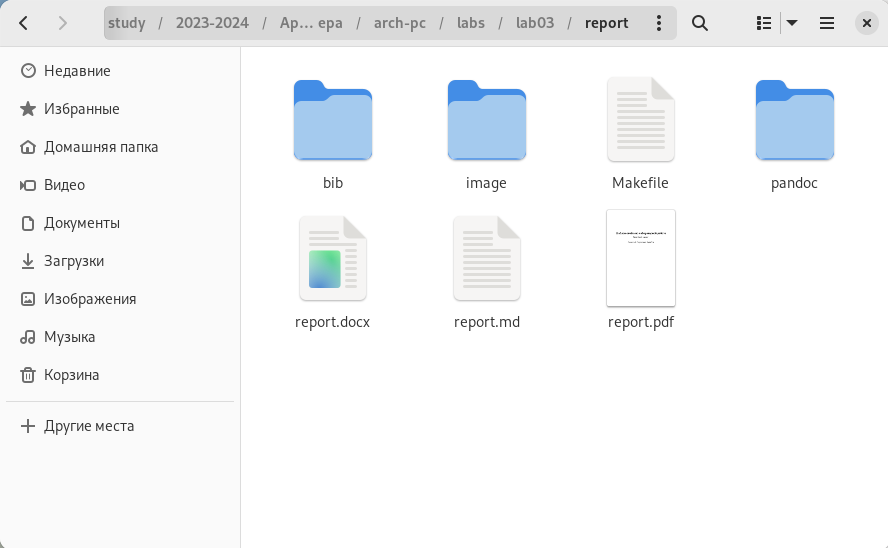 study / 2023-2024 / Ар… ера / arch-pc / labs / lab03 / report
Недавние
Избранные
Домашняя папка
Видео
Документы
Загрузки
Изображения
Музыка
Корзина
Другие места
bib
image
Makefile
pandoc
report.docx
report.md
report.pdf